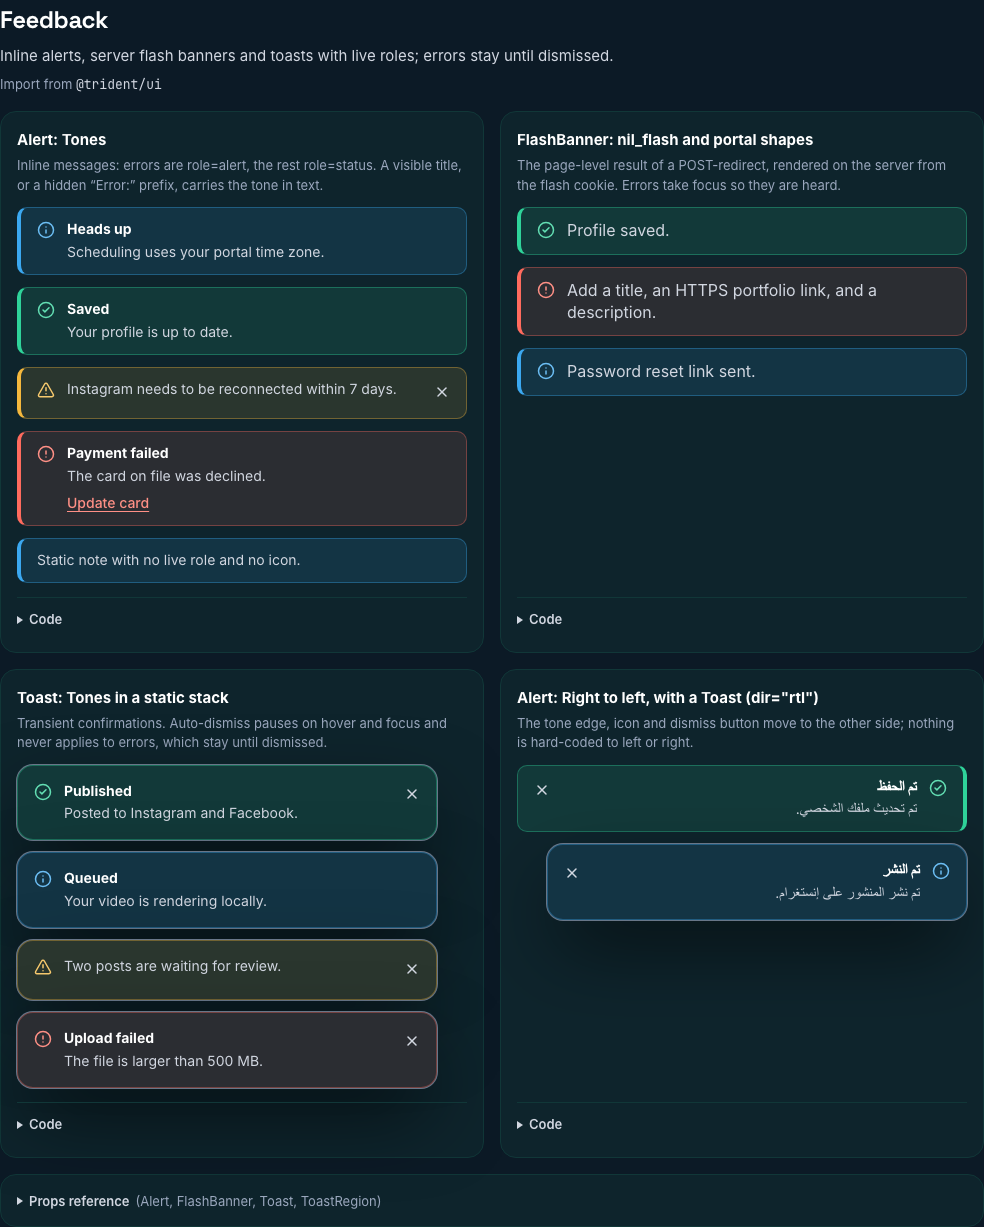 Feedback
Inline alerts, server flash banners and toasts with live roles; errors stay until dismissed.
Import from @trident/ui
Alert: Tones
Inline messages: errors are role=alert, the rest role=status. A visible title,
or a hidden “Error:” prefix, carries the tone in text.
Heads up
Scheduling uses your portal time zone.
Saved
Your profile is up to date.
Instagram needs to be reconnected within 7 days.
Payment failed
The card on file was declined.
Update card
Static note with no live role and no icon.
Code
FlashBanner: nil_flash and portal shapes
The page-level result of a POST-redirect, rendered on the server from
the flash cookie. Errors take focus so they are heard.
Profile saved.
Add a title, an HTTPS portfolio link, and a
description.
Password reset link sent.
Code
Toast: Tones in a static stack
Transient confirmations. Auto-dismiss pauses on hover and focus and
never applies to errors, which stay until dismissed.
Published
Posted to Instagram and Facebook.
Queued
Your video is rendering locally.
Two posts are waiting for review.
Upload failed
The file is larger than 500 MB.
Code
Alert: Right to left, with a Toast (dir="rtl")
The tone edge, icon and dismiss button move to the other side; nothing
is hard-coded to left or right.
تم الحفظ
تم تحديث ملفك الشخصي.
تم النشر
تم نشر المنشور على إنستغرام.
Code
Props reference (Alert, FlashBanner, Toast, ToastRegion)